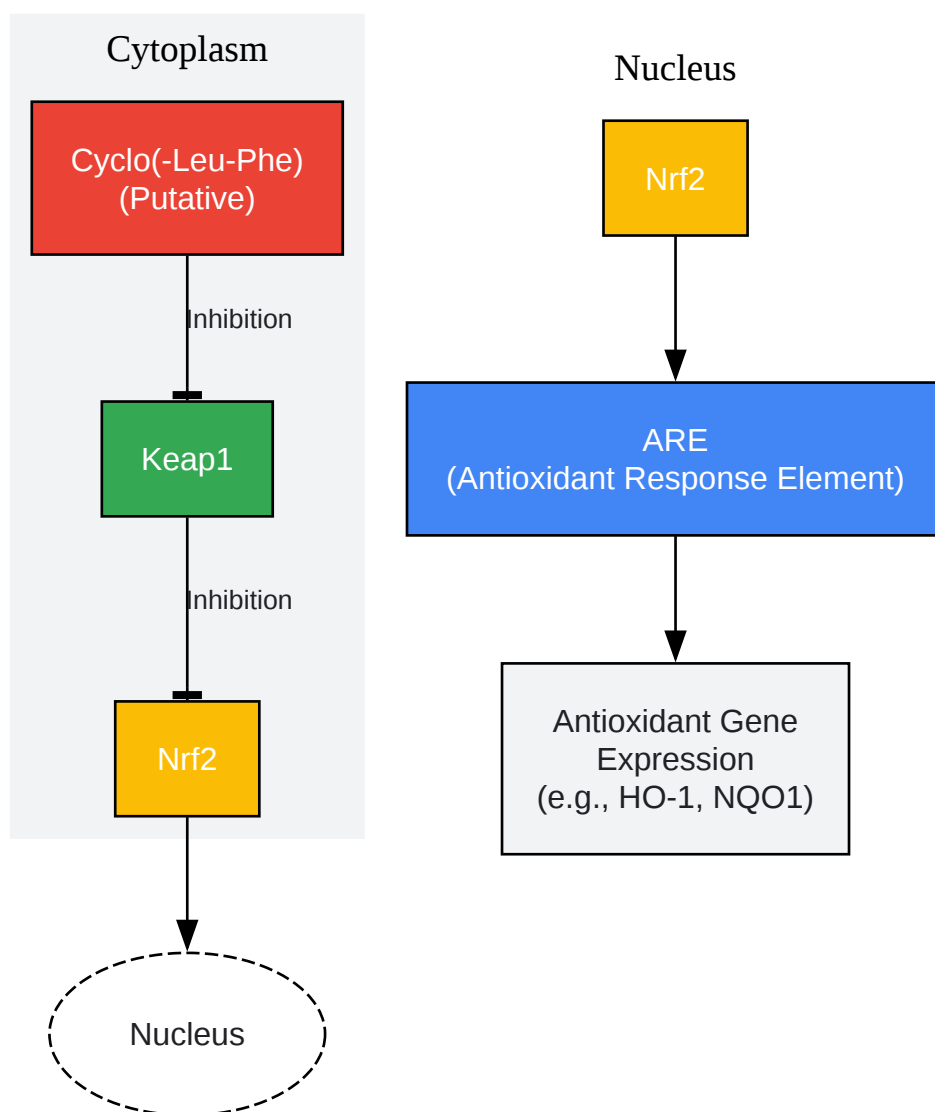 Cytoplasm
Cyclo(-Leu-Phe)
(Putative)
Inhibition
Keap1
Inhibition
Nrf2
Nucleus
Nucleus
Nrf2
ARE
(Antioxidant Response Element)
Antioxidant Gene
Expression
(e.g., HO-1, NQO1)